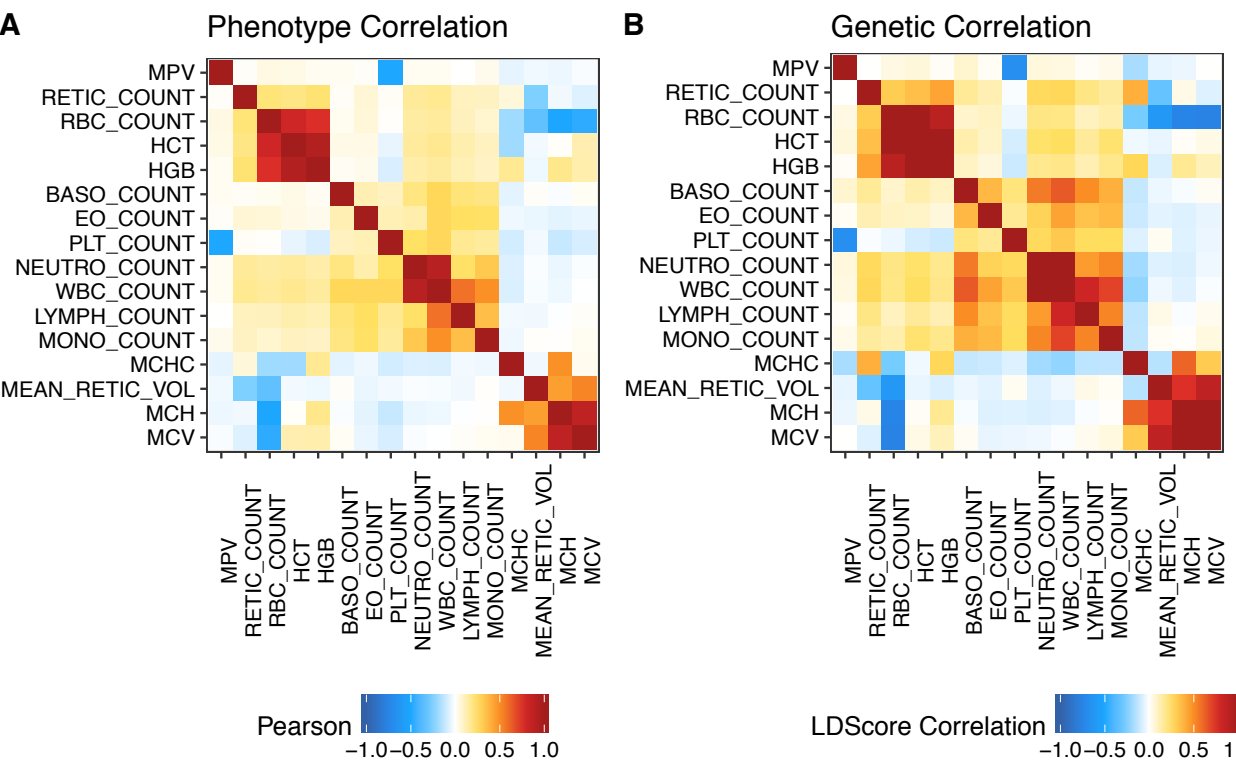 A
Phenotype Correlation
MPV
RETIC_COUNT
RBC_COUNT
HCT
HGB
BASO_COUNT
EO_COUNT
PLT_COUNT
NEUTRO_COUNT
WBC_COUNT
LYMPH_COUNT
MONO_COUNT
MCHC
MEAN_RETIC_VOL
MCH
MCV
MPV
RETIC_COUNT
RBC_COUNT
HCT
HGB
BASO_COUNT
EO_COUNT
PLT_COUNT
NEUTRO_COUNT
WBC_COUNT
LYMPH_COUNT
MONO_COUNT
MCHC
MEAN_RETIC_VOL
MCH
MCV
Pearson
−1.0 −0.5 0.0 0.5 1.0
B
Genetic Correlation
MPV
RETIC_COUNT
RBC_COUNT
HCT
HGB
BASO_COUNT
EO_COUNT
PLT_COUNT
NEUTRO_COUNT
WBC_COUNT
LYMPH_COUNT
MONO_COUNT
MCHC
MEAN_RETIC_VOL
MCH
MCV
MPV
RETIC_COUNT
RBC_COUNT
HCT
HGB
BASO_COUNT
EO_COUNT
PLT_COUNT
NEUTRO_COUNT
WBC_COUNT
LYMPH_COUNT
MONO_COUNT
MCHC
MEAN_RETIC_VOL
MCH
MCV
LDScore Correlation
−1.0 −0.5 0.0 0.5 1